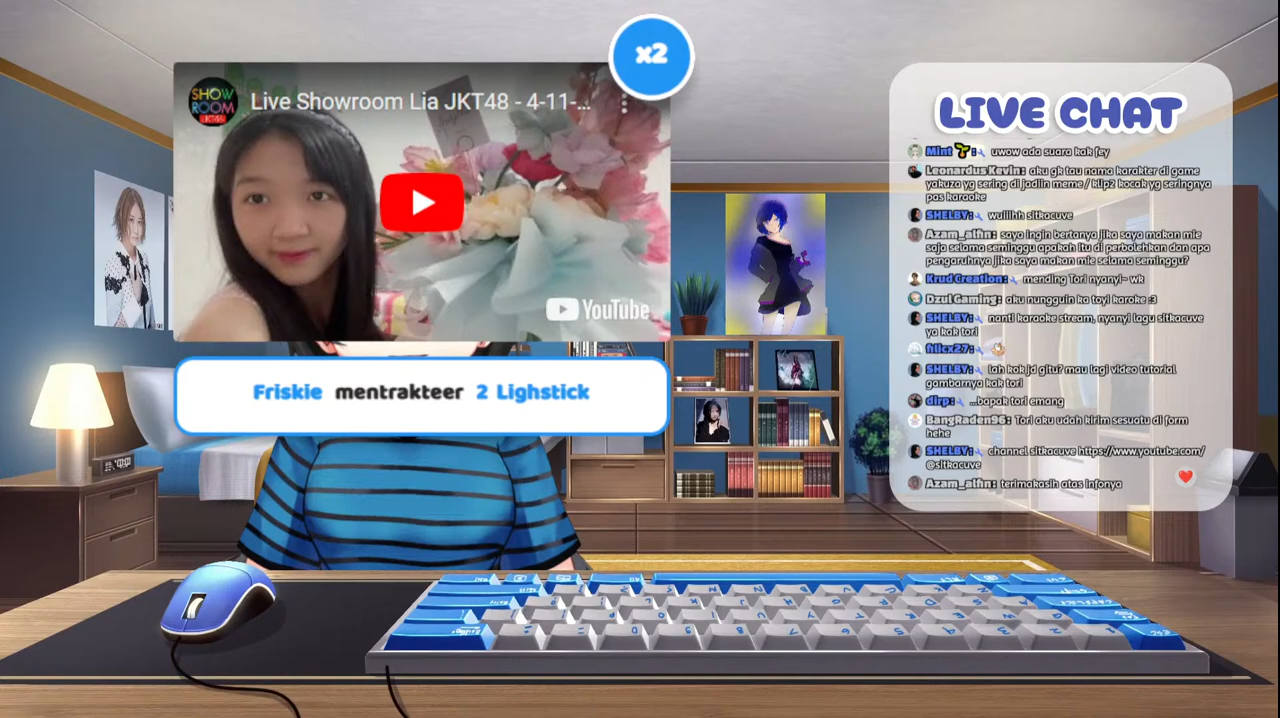 x2
SHOW
ROOM
JKT48
Live Showroom Lia JKT48 - 4-11-...
YouTube
Friskie mentrakteer 2 Lighstick
LIVE CHAT
Mint : uwow ada suara kak fey
Leonardus Kevin: aku gk tau nama karakter di game
yakuza yg sering di jadiin meme / klip2 kocak yg seringnya
pas karaoke
SHELBY: wuiiihh sitkacuve
Azam_alfin: saya ingin bertanya jika saya makan mie
saja selama seminggu apakah itu di perbolehkan dan apa
pengaruhnya jika saya makan mie selama seminggu?
KrudCreation: mending Tori nyanyi~ wk
Dzul Gaming: aku nungguin ka toyi karoke :3
SHELBY: nanti karaoke stream, nyanyi lagu sitkacuve
ya kak tori
filicx27:
SHELBY: lah kok jd gitu? mau lagi video tutorial
gambarnya kak tori
dirp: ...bapak tori emang
BangRaden96: Tori aku udah kirim sesuatu di form
hehe
SHELBY: channel sitkacuve https://www.youtube.com/
@sitkacuve
Azam_alfin: terimakasih atas infonya